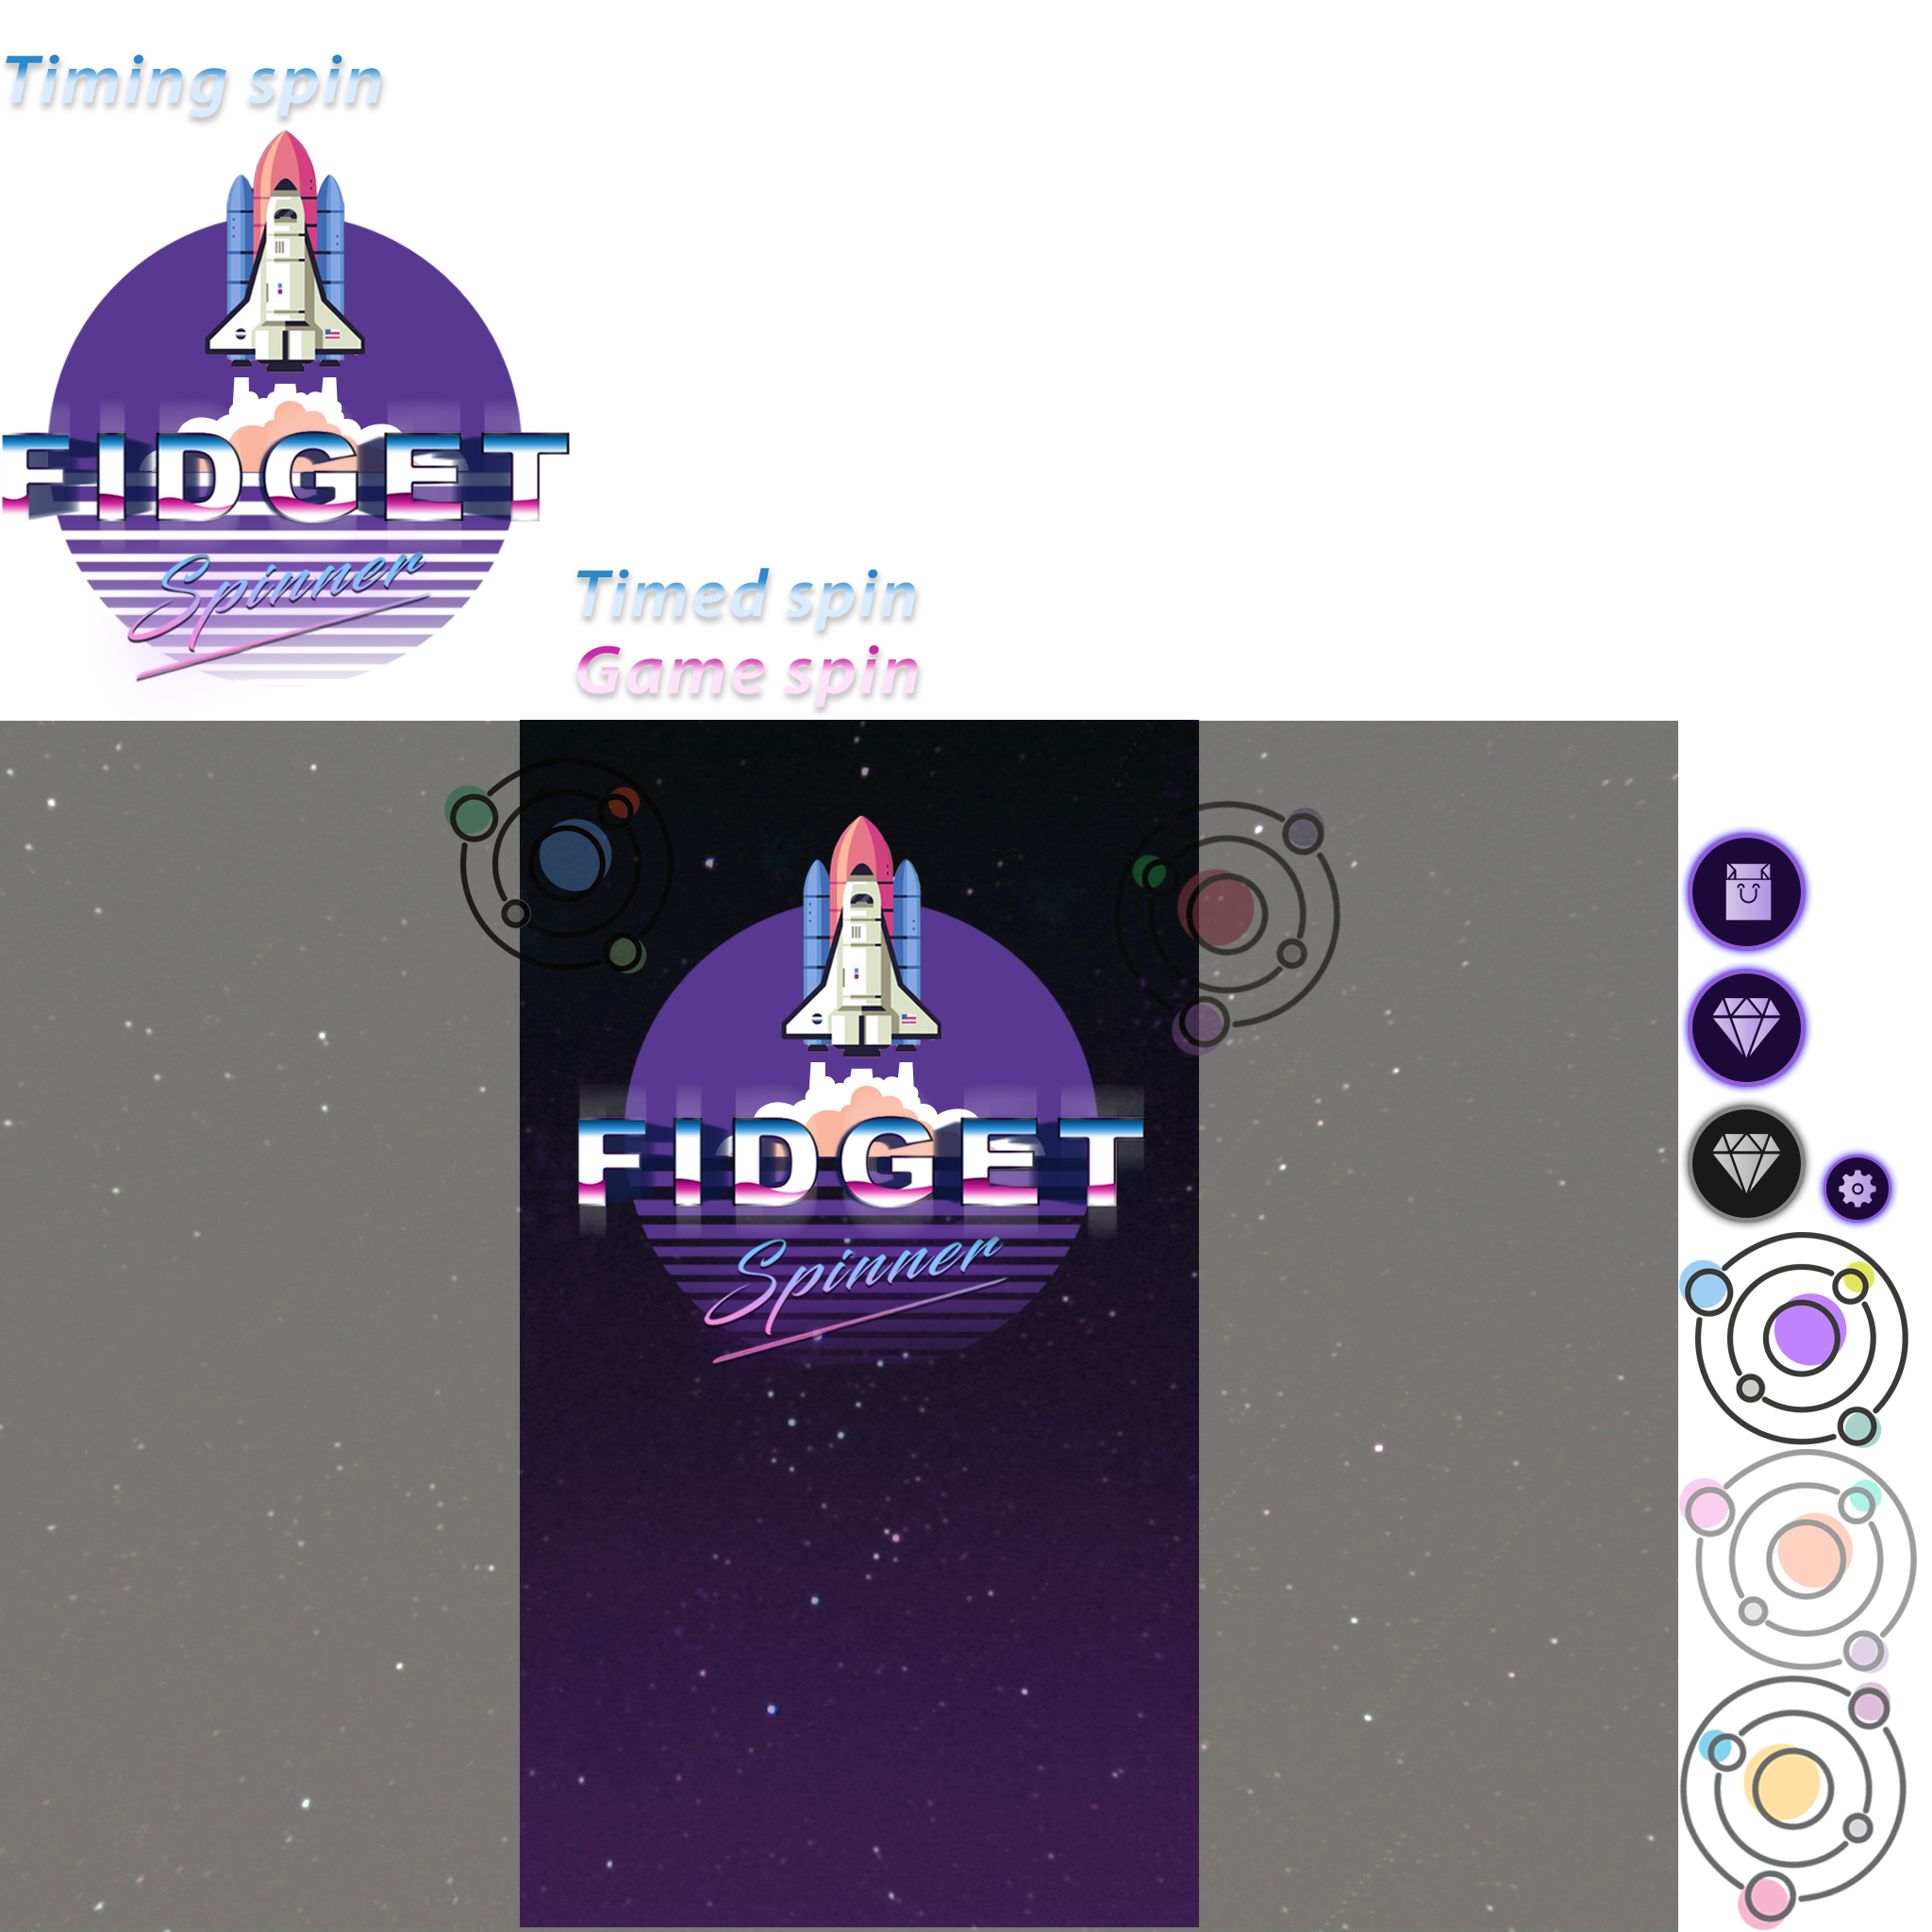 Timing spin
FIDGET
Spinner
Timed spin
Game spin
FIDGET
Spinner